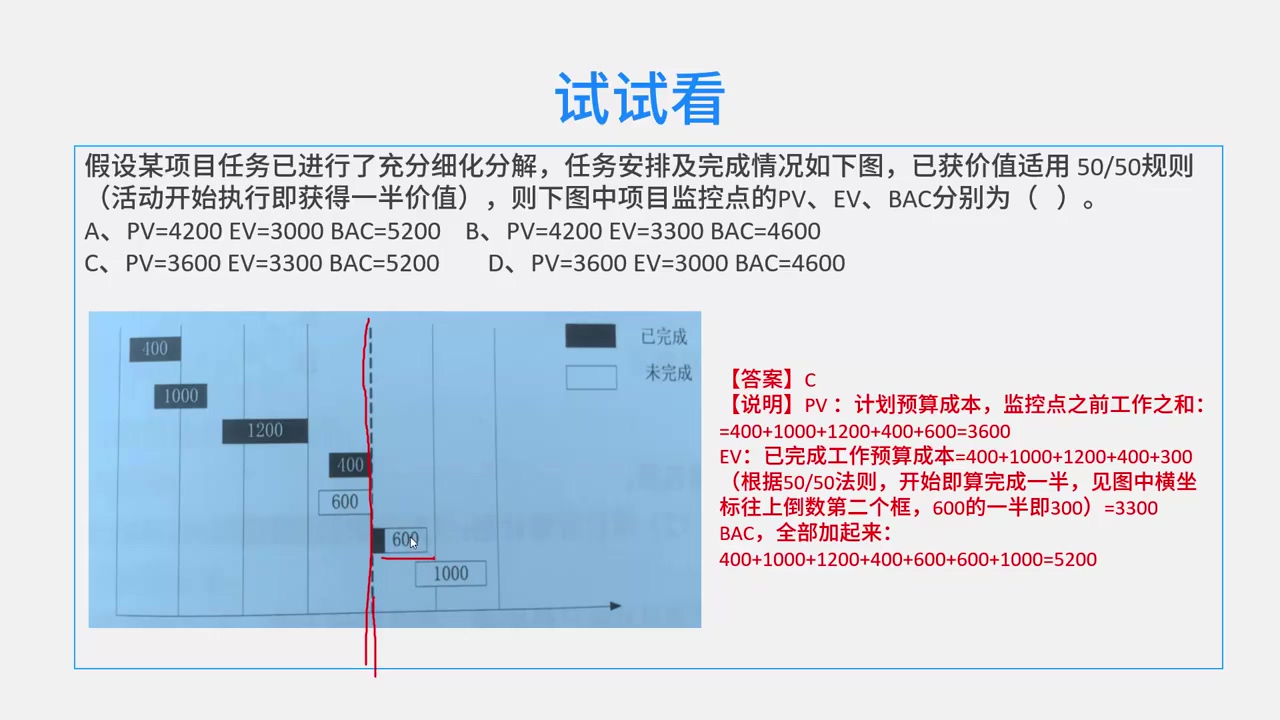 试试看
假设某项目任务已进行了充分细化分解，任务安排及完成情况如下图，已获价值适用 50/50规则
（活动开始执行即获得一半价值），则下图中项目监控点的PV、EV、BAC分别为（ ）。
A、PV=4200 EV=3000 BAC=5200 B、PV=4200 EV=3300 BAC=4600
C、PV=3600 EV=3300 BAC=5200 D、PV=3600 EV=3000 BAC=4600
400
已完成
未完成
1000
1200
400
600
600
1000
【答案】C
【说明】PV：计划预算成本，监控点之前工作之和：
=400+1000+1200+400+600=3600
EV：已完成工作预算成本=400+1000+1200+400+300
（根据50/50法则，开始即算完成一半，见图中横坐
标往上倒数第二个框，600的一半即300）=3300
BAC，全部加起来：
400+1000+1200+400+600+600+1000=5200